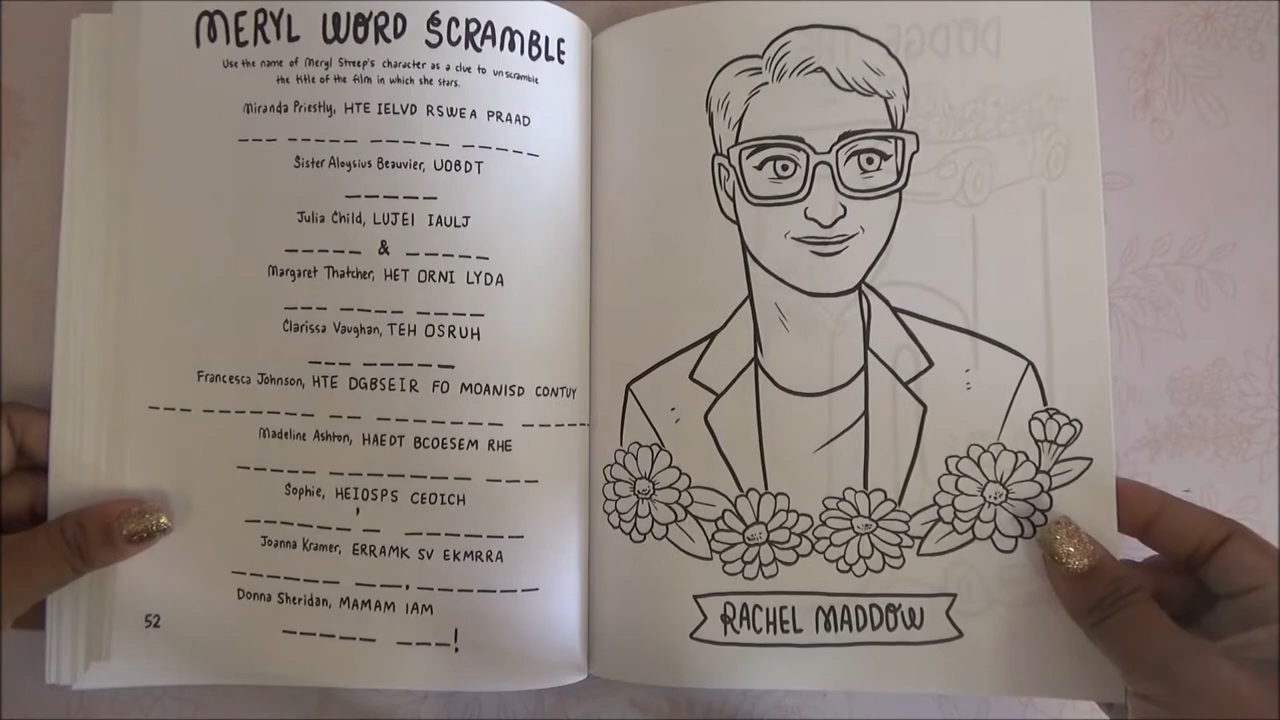 MERYL WORD SCRAMBLE
Use the name of Meryl Streep's character as a clue to unscramble
the title of the film in which she stars.
Miranda Priestly, HTE IELVD RSWEA PRAAD
Sister Aloysius Beauvier, UOBDT
Julia Child, LUJEI IAULJ
&
Margaret Thatcher, HET ORNI LYDA
Clarissa Vaughan, TEH OSRUH
Francesca Johnson, HTE DGBSEIR FO MOANISD CONTUY
Madeline Ashton, HAEDT BCOESEM RHE
Sophie, HEIOSPS CEOICH
'
Joanna Kramer, ERRAMK SV EKMRRA
.
Donna Sheridan, MAMAM IAM
!
52
RACHEL MADDOW